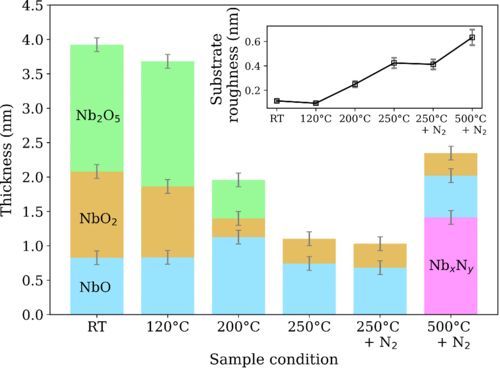 4.5
4.0
3.5
3.0
2.5
2.0
1.5
1.0
0.5
0.0
Thickness (nm)
Nb₂O₅
NbO₂
NbO
NbₓNᵧ
RT
120°C
200°C
250°C
250°C
+ N₂
500°C
+ N₂
Sample condition
Substrate
roughness (nm)
0.6
0.4
0.2
RT
120°C
200°C
250°C
250°C
+ N₂
500°C
+ N₂